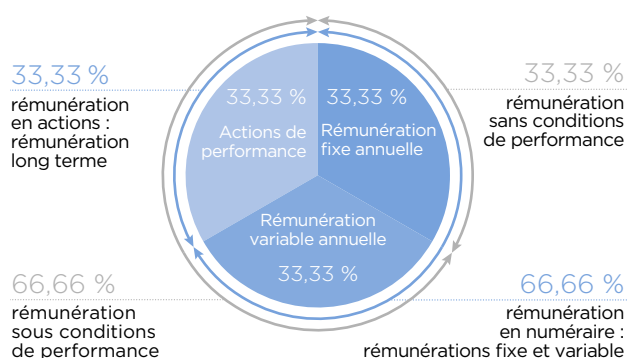 33,33 %
rémunération
en actions :
rémunération
long terme
33,33 %
Actions de
performance
33,33 %
Rémunération
fixe annuelle
33,33 %
rémunération
sans conditions
de performance
Rémunération
variable annuelle
33,33 %
66,66 %
rémunération
sous conditions
de performance
66,66 %
rémunération
en numéraire :
rémunérations fixe et variable